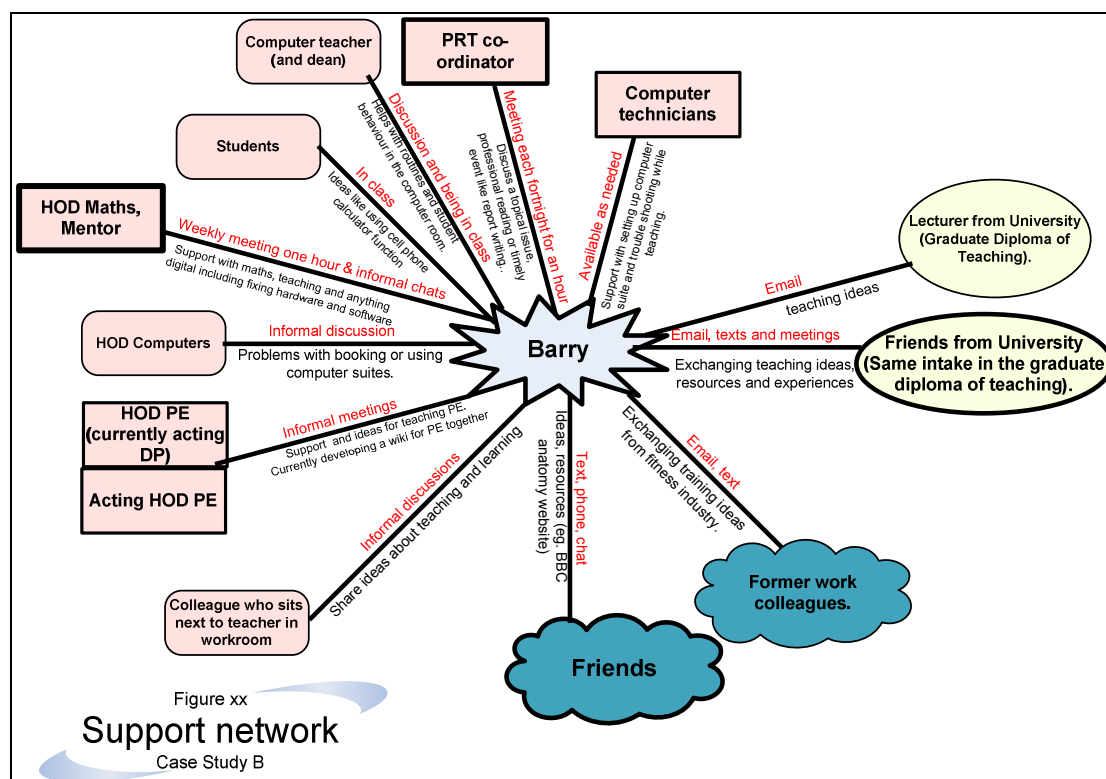 Computer teacher
(and dean)
Discussion and being in class
Helps with routines and student
behaviour in the computer room.
PRT co-
ordinator
Meeting each fortnight for an hour
Discuss a topical issue,
professional reading or timely
event like report writing..
Computer
technicians
Available as needed
Support with setting up computer
suite and trouble shooting while
teaching.
Students
In class
Ideas like using cell phone
calculator function
HOD Maths,
Mentor
Weekly meeting one hour & informal chats
Support with maths, teaching and anything
digital including fixing hardware and software
Lecturer from University
(Graduate Diploma of
Teaching).
Email
teaching ideas
HOD Computers
Informal discussion
Problems with booking or using
computer suites.
Barry
Email, texts and meetings
Exchanging teaching ideas,
resources and experiences
Friends from University
(Same intake in the graduate
diploma of teaching).
HOD PE
(currently acting
DP)
Acting HOD PE
Informal meetings
Support and ideas for teaching PE.
Currently developing a wiki for PE together
Informal discussions
Share ideas about teaching and learning
Colleague who sits
next to teacher in
workroom
Text, phone, chat
Ideas, resources (eg. BBC
anatomy website)
Friends
Email, text
Exchanging training ideas
from fitness industry.
Former work
colleagues.
Figure xx
Support network
Case Study B